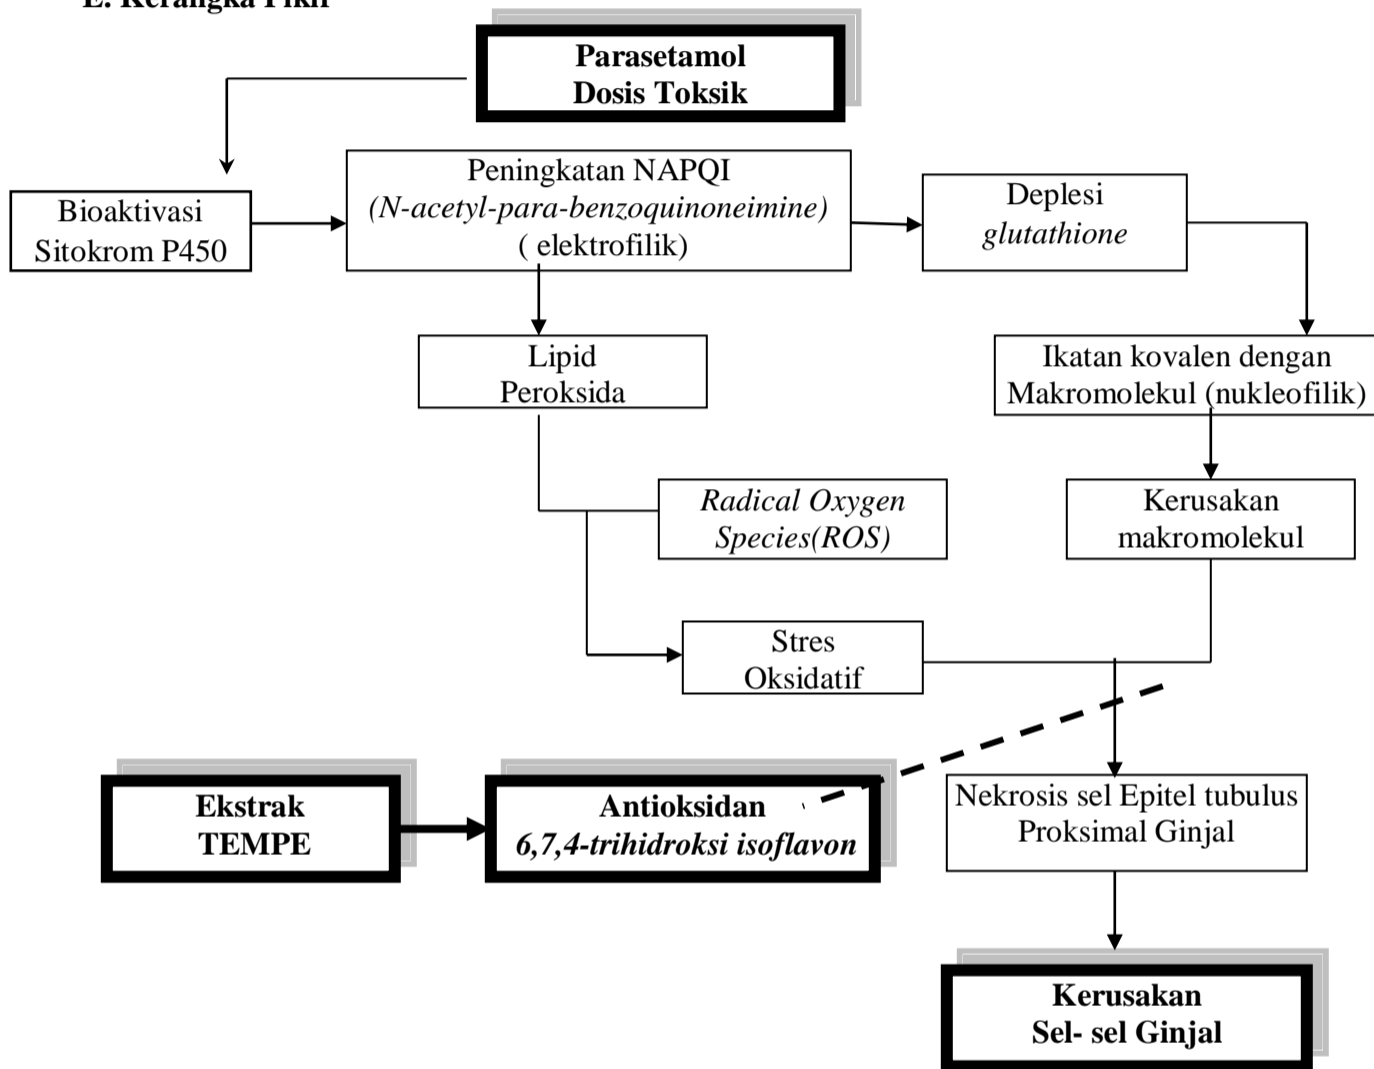 E. Kerangka Pikir
Parasetamol
Dosis Toksik
Bioaktivasi
Sitokrom P450
Peningkatan NAPQI
(N-acetyl-para-benzoquinoneimine)
( elektrofilik)
Deplesi
glutathione
Lipid
Peroksida
Ikatan kovalen dengan
Makromolekul (nukleofilik)
Radical Oxygen
Species(ROS)
Kerusakan
makromolekul
Stres
Oksidatif
Ekstrak
TEMPE
Antioksidan
6,7,4-trihidroksi isoflavon
Nekrosis sel Epitel tubulus
Proksimal Ginjal
Kerusakan
Sel- sel Ginjal